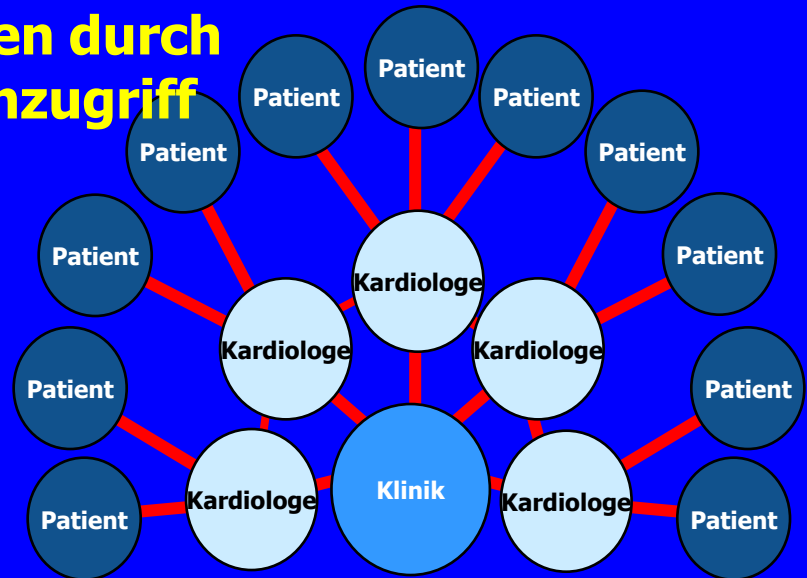 en durch
nzugriff
Patient
Patient
Patient
Patient
Patient
Patient
Patient
Kardiologe
Kardiologe
Kardiologe
Patient
Patient
Kardiologe
Klinik
Kardiologe
Patient
Patient